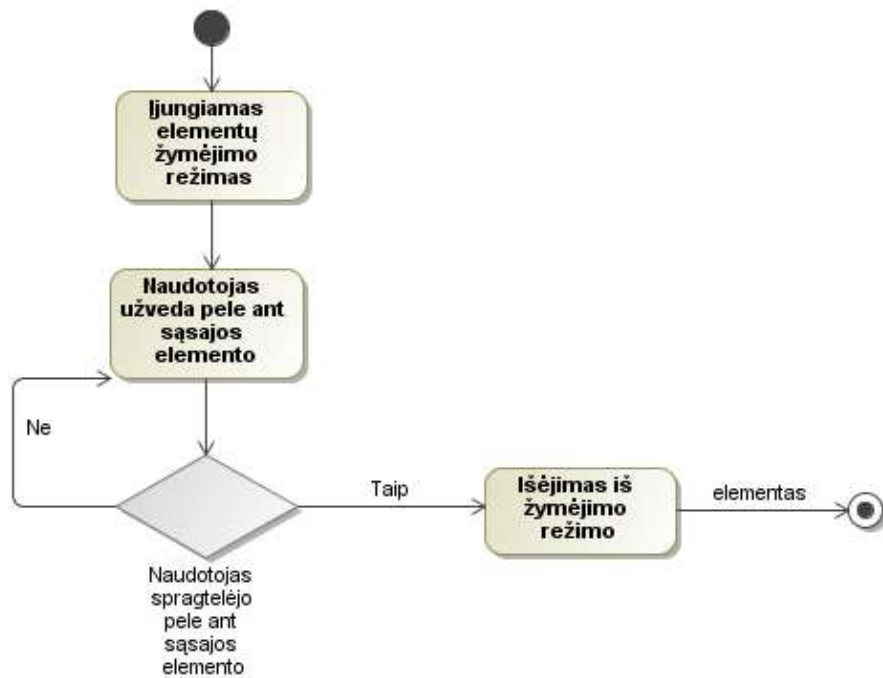 Įjungiamas
elementų
žymėjimo
režimas
Naudotojas
užveda pele ant
sąsajos
elemento
Ne
Taip
Išėjimas iš
žymėjimo
režimo
elementas
Naudotojas
spragtelėjo
pele ant
sąsajos
elemento